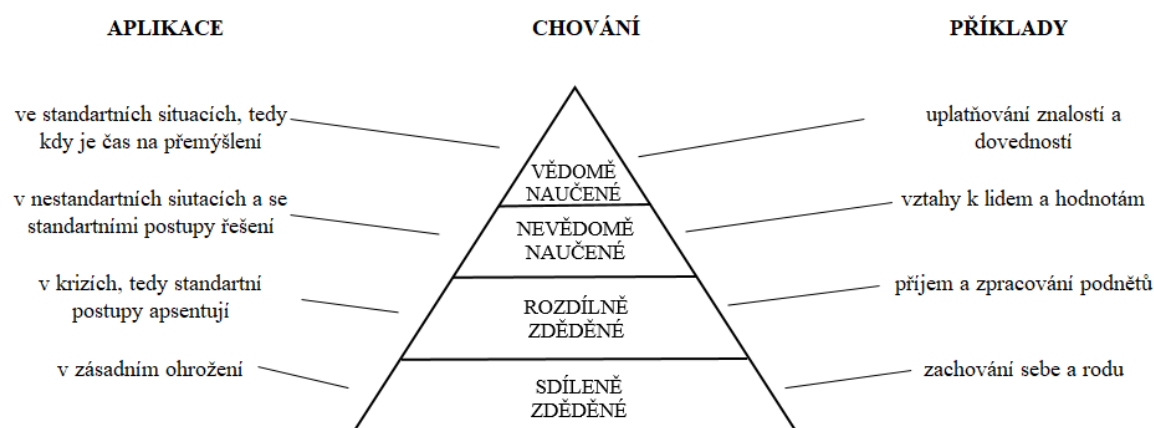 APLIKACE
CHOVÁNÍ
PŘÍKLADY
ve standartních situacích, tedy
kdy je čas na přemýšlení
VĚDOMĚ
NAUČENÉ
uplatňování znalostí a
dovedností
v nestandartních siutacích a se
standartními postupy řešení
NEVĚDOMĚ
NAUČENÉ
vztahy k lidem a hodnotám
v krizích, tedy standartní
postupy apsentují
ROZDÍLNĚ
ZDĚDĚNÉ
příjem a zpracování podnětů
v zásadním ohrožení
SDÍLENĚ
ZDĚDĚNÉ
zachování sebe a rodu